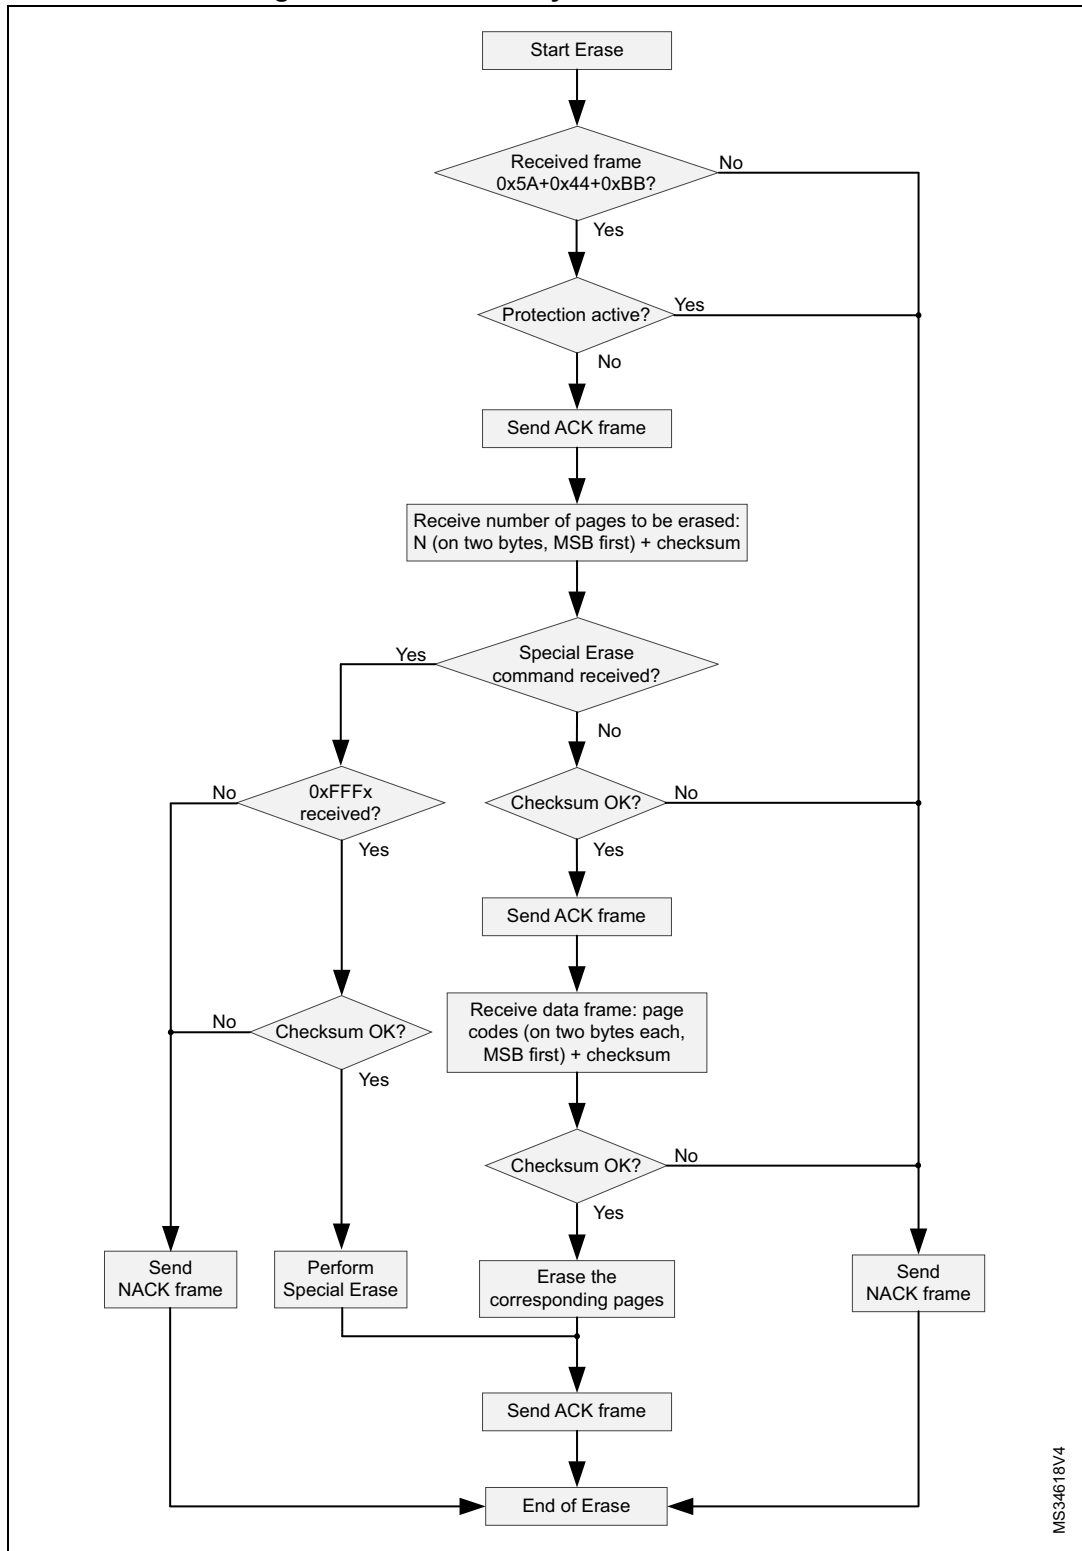 Start Erase
Received frame
0x5A+0x44+0xBB?
No
Yes
Protection active?
Yes
No
Send ACK frame
Receive number of pages to be erased:
N (on two bytes, MSB first) + checksum
Special Erase
command received?
Yes
No
0xFFFx
received?
No
Yes
Checksum OK?
No
Yes
Send ACK frame
Receive data frame: page
codes (on two bytes each,
MSB first) + checksum
Checksum OK?
No
Yes
Checksum OK?
No
Yes
Send
NACK frame
Perform
Special Erase
Erase the
corresponding pages
Send
NACK frame
Send ACK frame
End of Erase
MS34618V4